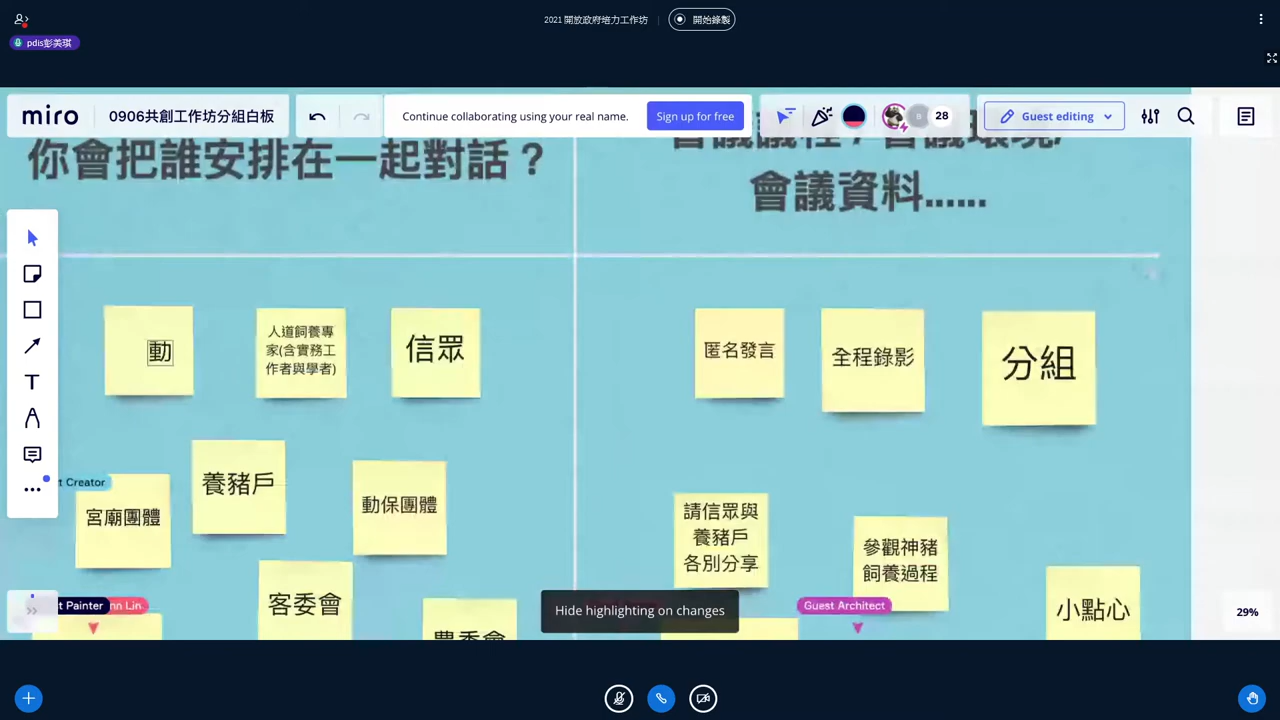 2021 開放政府培力工作坊
開始錄製
pdis彭美琪
miro
0906共創工作坊分組白板
Continue collaborating using your real name.
Sign up for free
B
28
Guest editing
你會把誰安排在一起對話？
會議資料......
動
人道飼養專
家(含實務工
作者與學者)
信眾
匿名發言
全程錄影
分組
t Creator
宮廟團體
養豬戶
動保團體
請信眾與
養豬戶
各別分享
參觀神豬
飼養過程
t Painter
nn Lin
客委會
農委會
Hide highlighting on changes
Guest Architect
小點心
29%